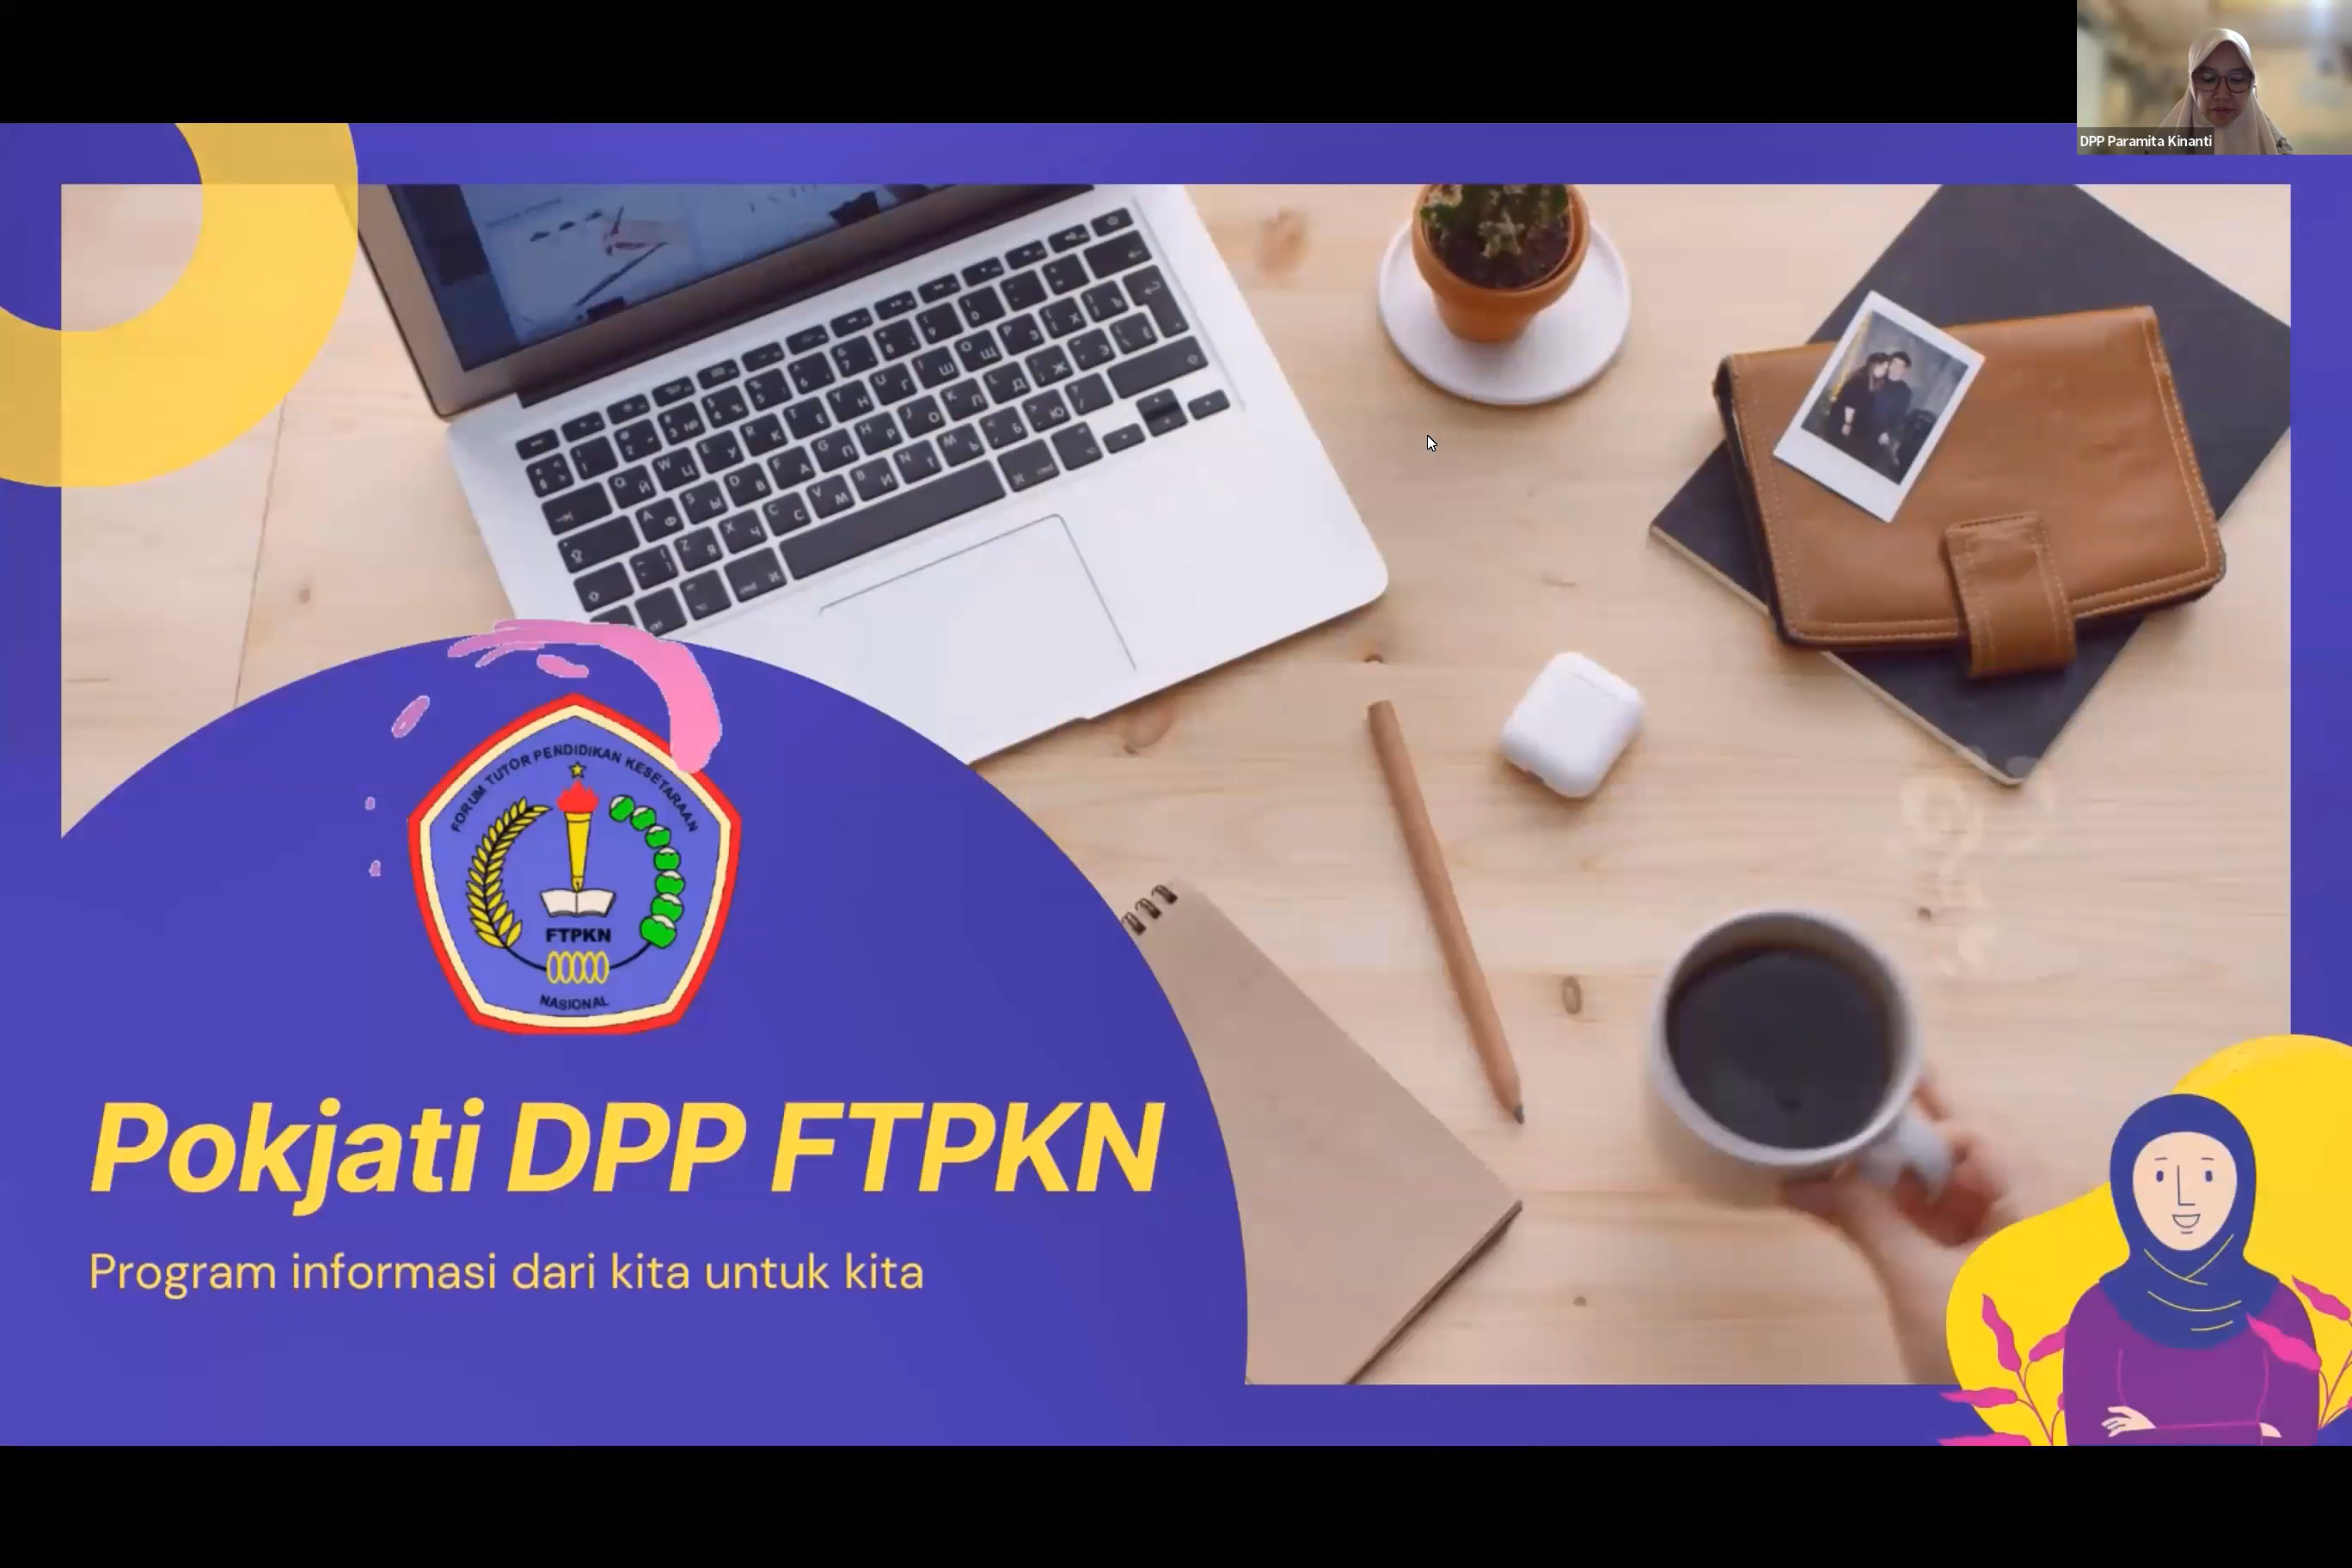 DPP Paramita Kinanti
FORUM TUTOR PENDIDIKAN KESETARAAN
FTPKN
NASIONAL
Pokjati DPP FTPKN
Program informasi dari kita untuk kita